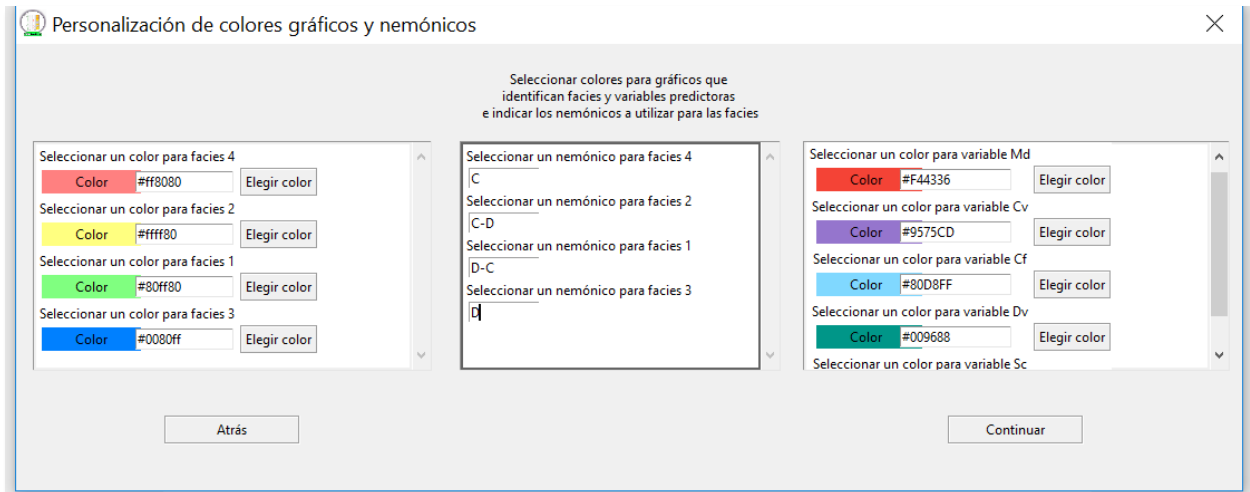 Personalización de colores gráficos y nemónicos
Seleccionar colores para gráficos que
identifican facies y variables predictoras
e indicar los nemónicos a utilizar para las facies
Seleccionar un color para facies 4
Color #ff8080 Elegir color
Seleccionar un color para facies 2
Color #ffff80 Elegir color
Seleccionar un color para facies 1
Color #80ff80 Elegir color
Seleccionar un color para facies 3
Color #0080ff Elegir color
Seleccionar un nemónico para facies 4
C
Seleccionar un nemónico para facies 2
C-D
Seleccionar un nemónico para facies 1
D-C
Seleccionar un nemónico para facies 3
D
Seleccionar un color para variable Md
Color #F44336 Elegir color
Seleccionar un color para variable Cv
Color #9575CD Elegir color
Seleccionar un color para variable Cf
Color #80D8FF Elegir color
Seleccionar un color para variable Dv
Color #009688 Elegir color
Seleccionar un color para variable Sc
Atrás
Continuar